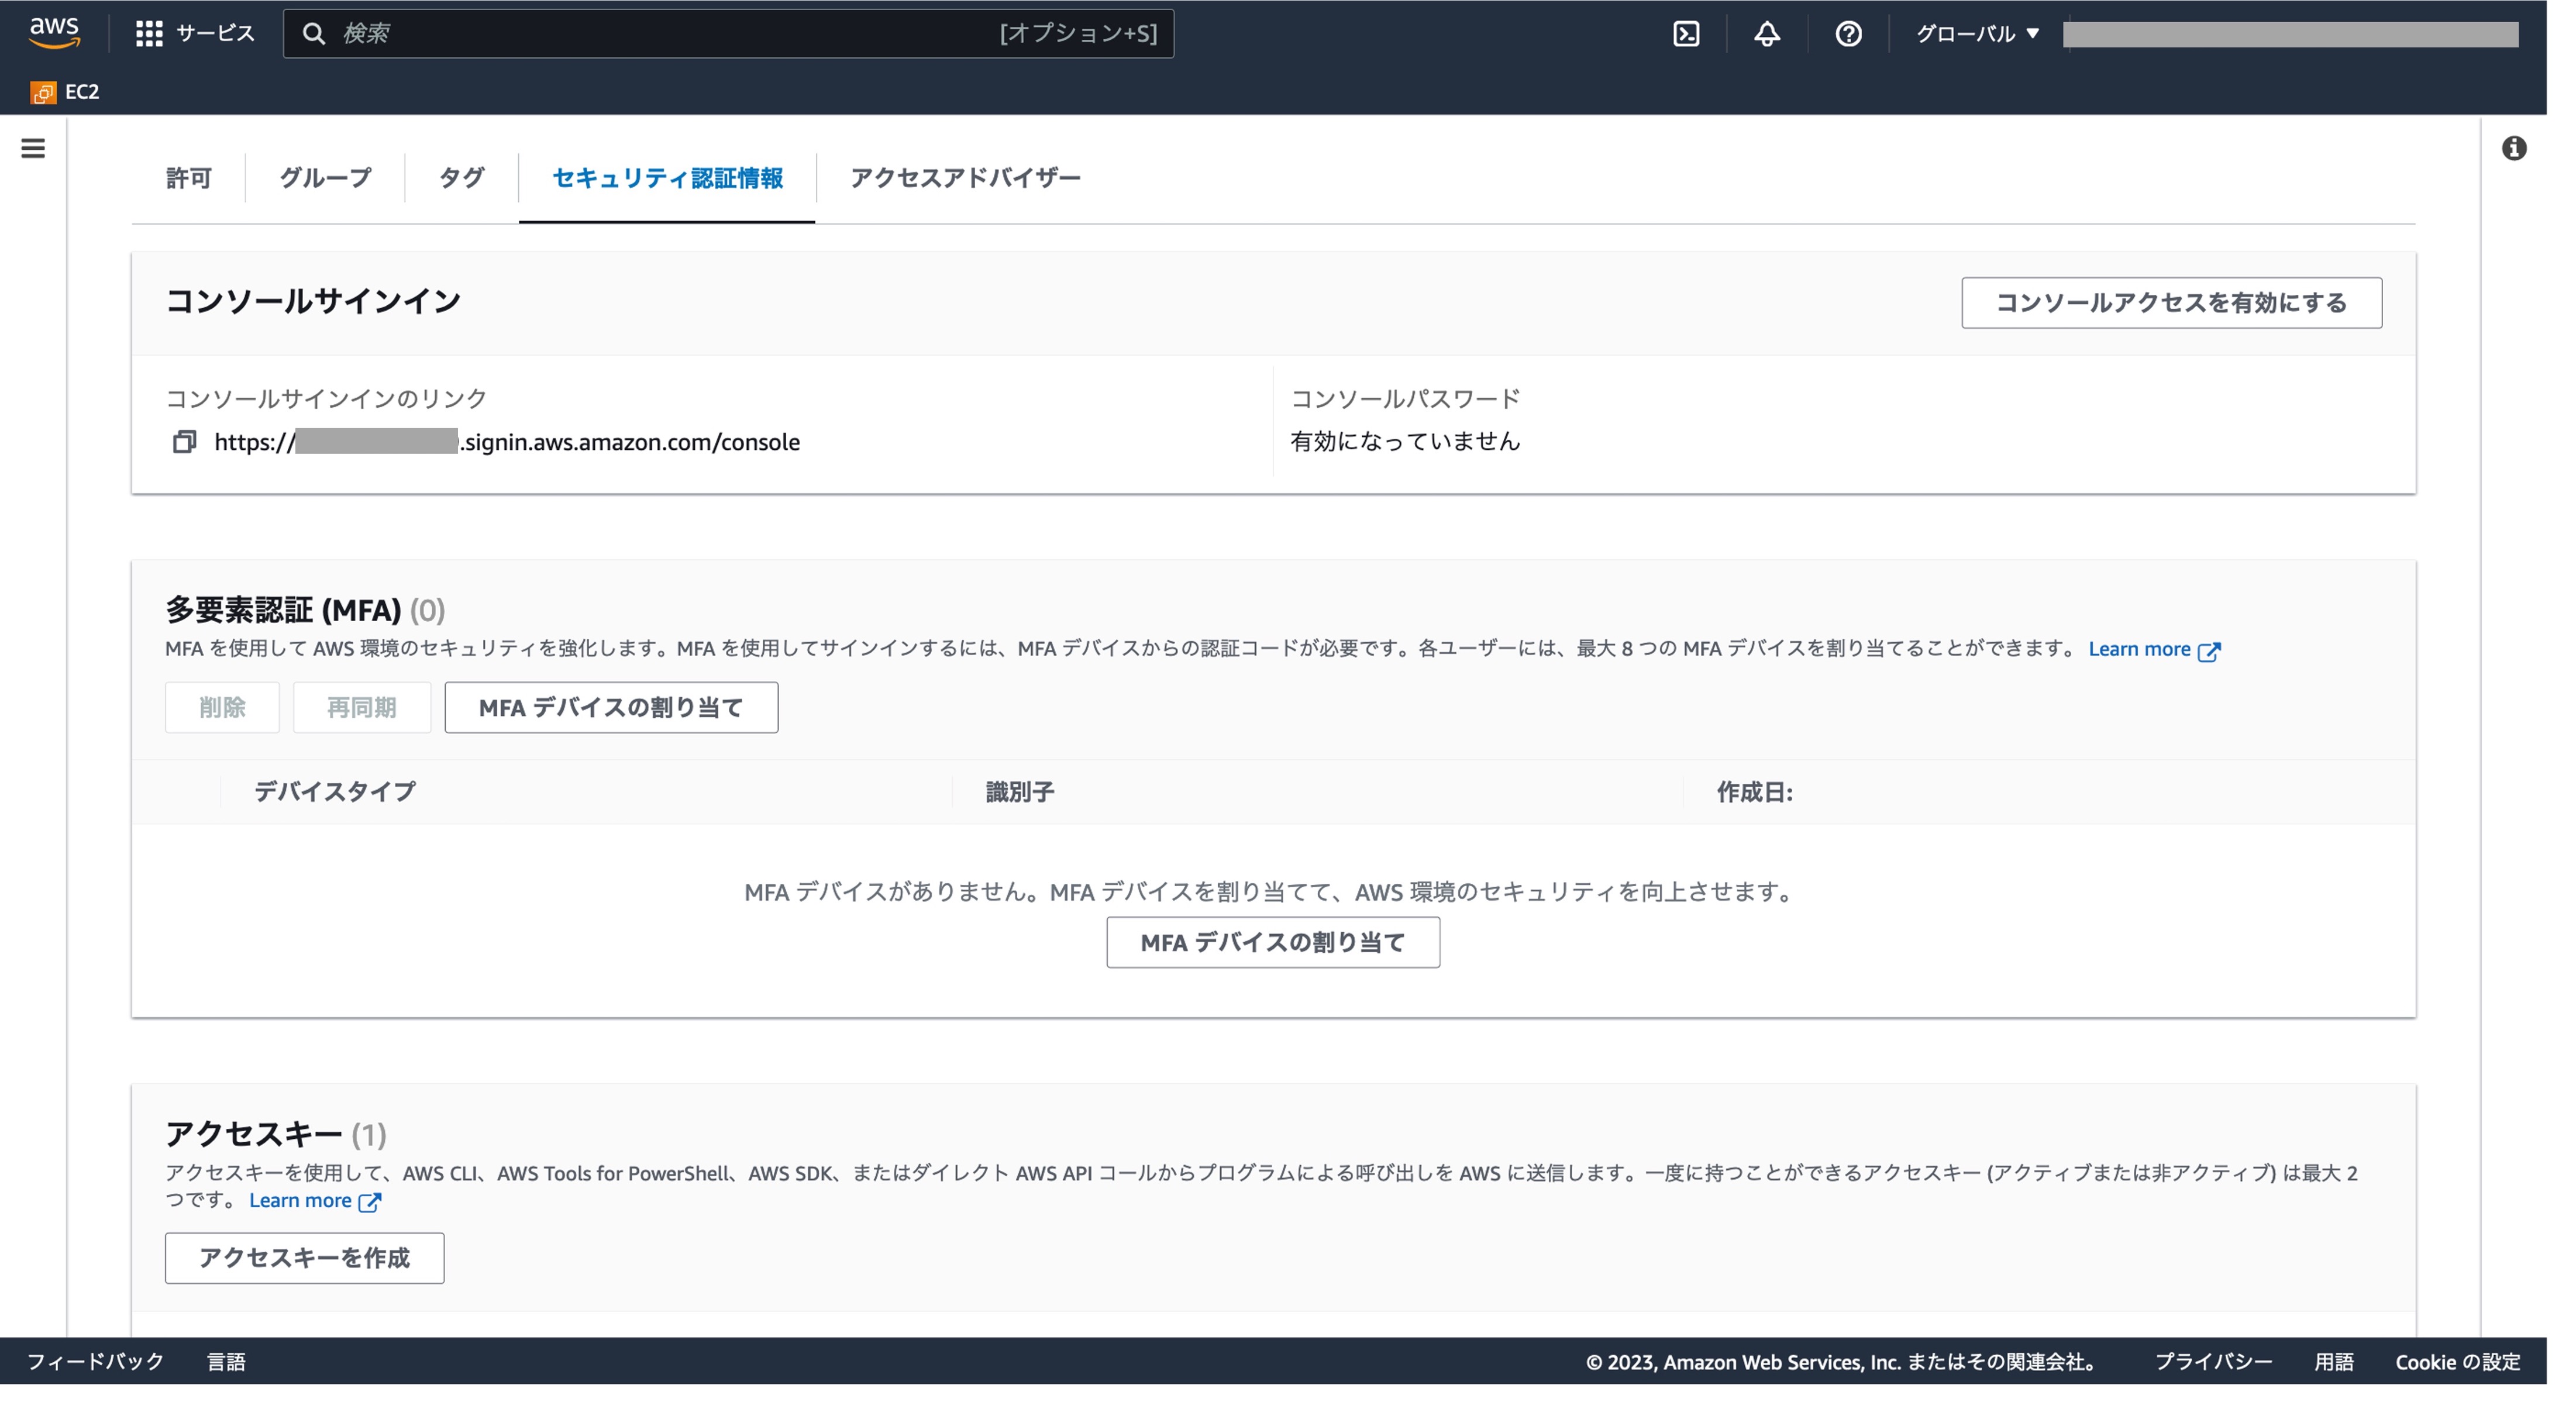 aws
サービス
検索
[オプション+S]
グローバル ▼
EC2
許可
グループ
タグ
セキュリティ認証情報
アクセスアドバイザー
コンソールサインイン
コンソールアクセスを有効にする
コンソールサインインのリンク
https://
.signin.aws.amazon.com/console
コンソールパスワード
有効になっていません
多要素認証 (MFA) (0)
MFA を使用して AWS 環境のセキュリティを強化します。MFA を使用してサインインするには、MFA デバイスからの認証コードが必要です。各ユーザーには、最大 8 つの MFA デバイスを割り当てることができます。 Learn more
削除
再同期
MFA デバイスの割り当て
デバイスタイプ
識別子
作成日:
MFA デバイスがありません。MFA デバイスを割り当てて、AWS 環境のセキュリティを向上させます。
MFA デバイスの割り当て
アクセスキー (1)
アクセスキーを使用して、AWS CLI、AWS Tools for PowerShell、AWS SDK、またはダイレクト AWS API コールからプログラムによる呼び出しを AWS に送信します。一度に持つことができるアクセスキー (アクティブまたは非アクティブ) は最大 2
つです。 Learn more
アクセスキーを作成
フィードバック
言語
© 2023, Amazon Web Services, Inc. またはその関連会社。
プライバシー
用語
Cookie の設定